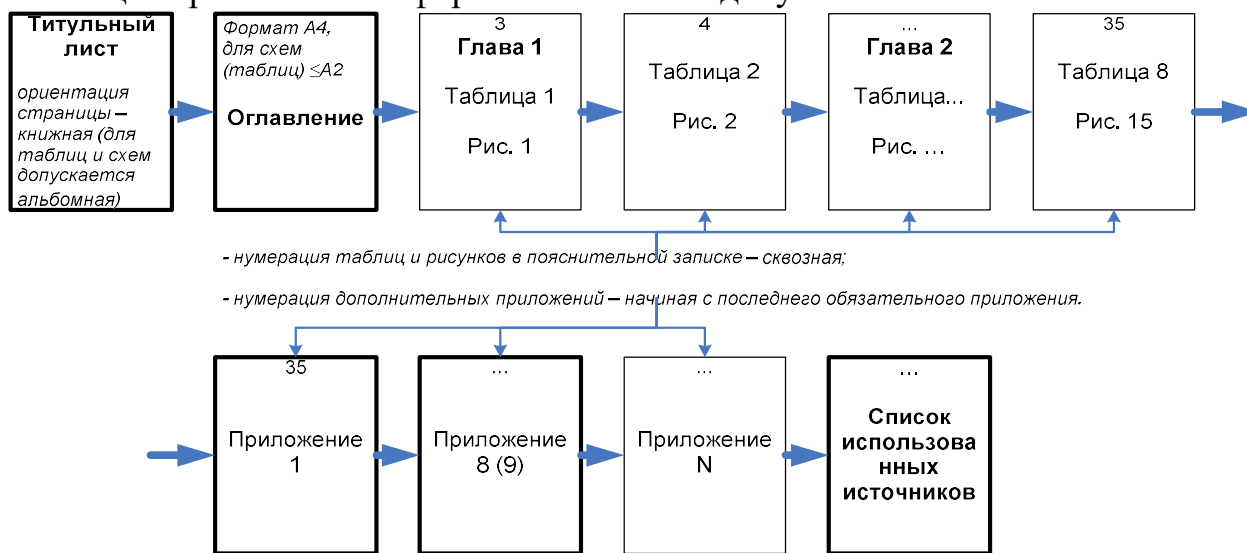 Титульный
лист
ориентация
страницы –
книжная (для
таблиц и схем
допускается
альбомная)
Формат А4,
для схем
(таблиц) ≤А2
Оглавление
3
Глава 1
Таблица 1
Рис. 1
4
Таблица 2
Рис. 2
...
Глава 2
Таблица...
Рис. ...
35
Таблица 8
Рис. 15
- нумерация таблиц и рисунков в пояснительной записке – сквозная;
- нумерация дополнительных приложений – начиная с последнего обязательного приложения.
35
Приложение
1
...
Приложение
8 (9)
...
Приложение
N
...
Список
использова
нных
источников